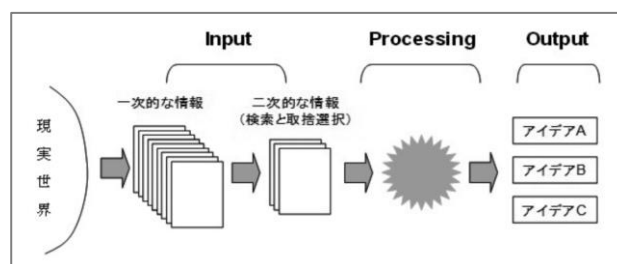 Input
Processing
Output
一次的な情報
二次的な情報
（検索と取捨選択）
現実世界
アイデアA
アイデアB
アイデアC